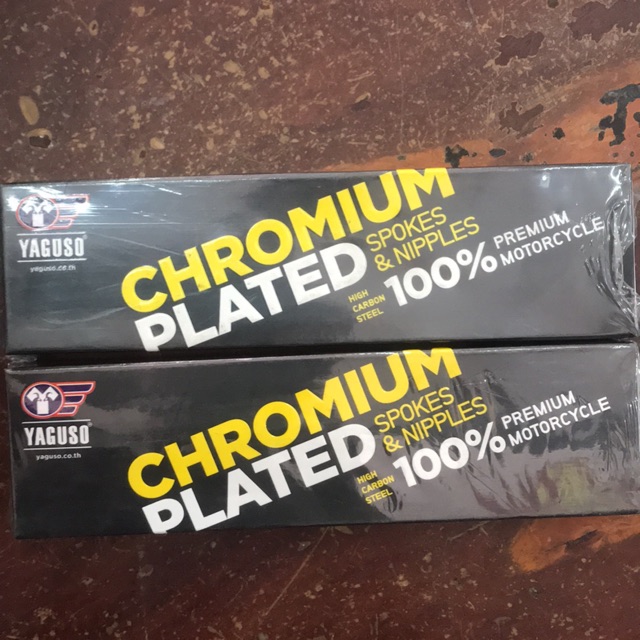 YAGUSO
yaguso.co.th
CHROMIUM
PLATED
SPOKES
& NIPPLES
HIGH
CARBON
STEEL
100%
PREMIUM
MOTORCYCLE
YAGUSO
yaguso.co.th
CHROMIUM
PLATED
SPOKES
& NIPPLES
HIGH
CARBON
STEEL
100%
PREMIUM
MOTORCYCLE